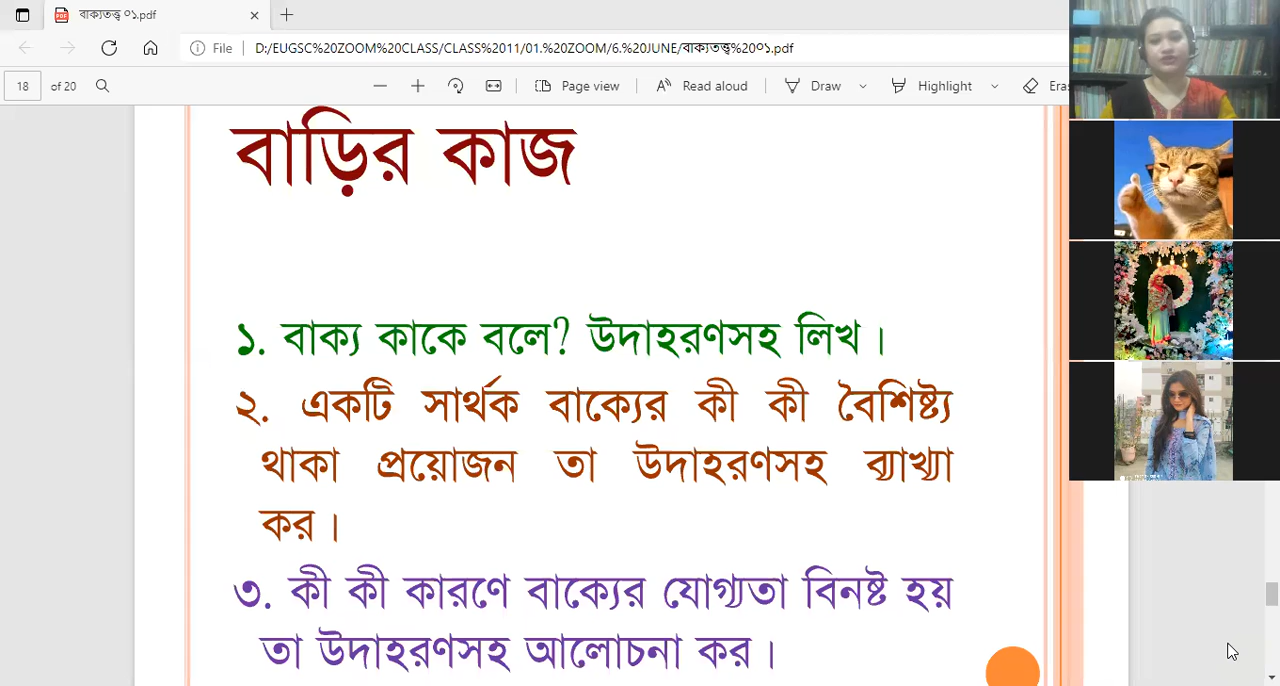 বাক্যতত্ত্ব ০১.pdf
File D:/EUGSC%20ZOOM%20CLASS/CLASS%2011/01.%20ZOOM/6.%20JUNE/বাক্যতত্ত্ব%20০১.pdf
18 of 20 Page view Read aloud Draw Highlight Eras
বাড়ির কাজ
১. বাক্য কাকে বলে? উদাহরণসহ লিখ।
২. একটি সার্থক বাক্যের কী কী বৈশিষ্ট্য
থাকা প্রয়োজন তা উদাহরণসহ ব্যাখ্যা
কর।
৩. কী কী কারণে বাক্যের যোগ্যতা বিনষ্ট হয়
তা উদাহরণসহ আলোচনা কর।